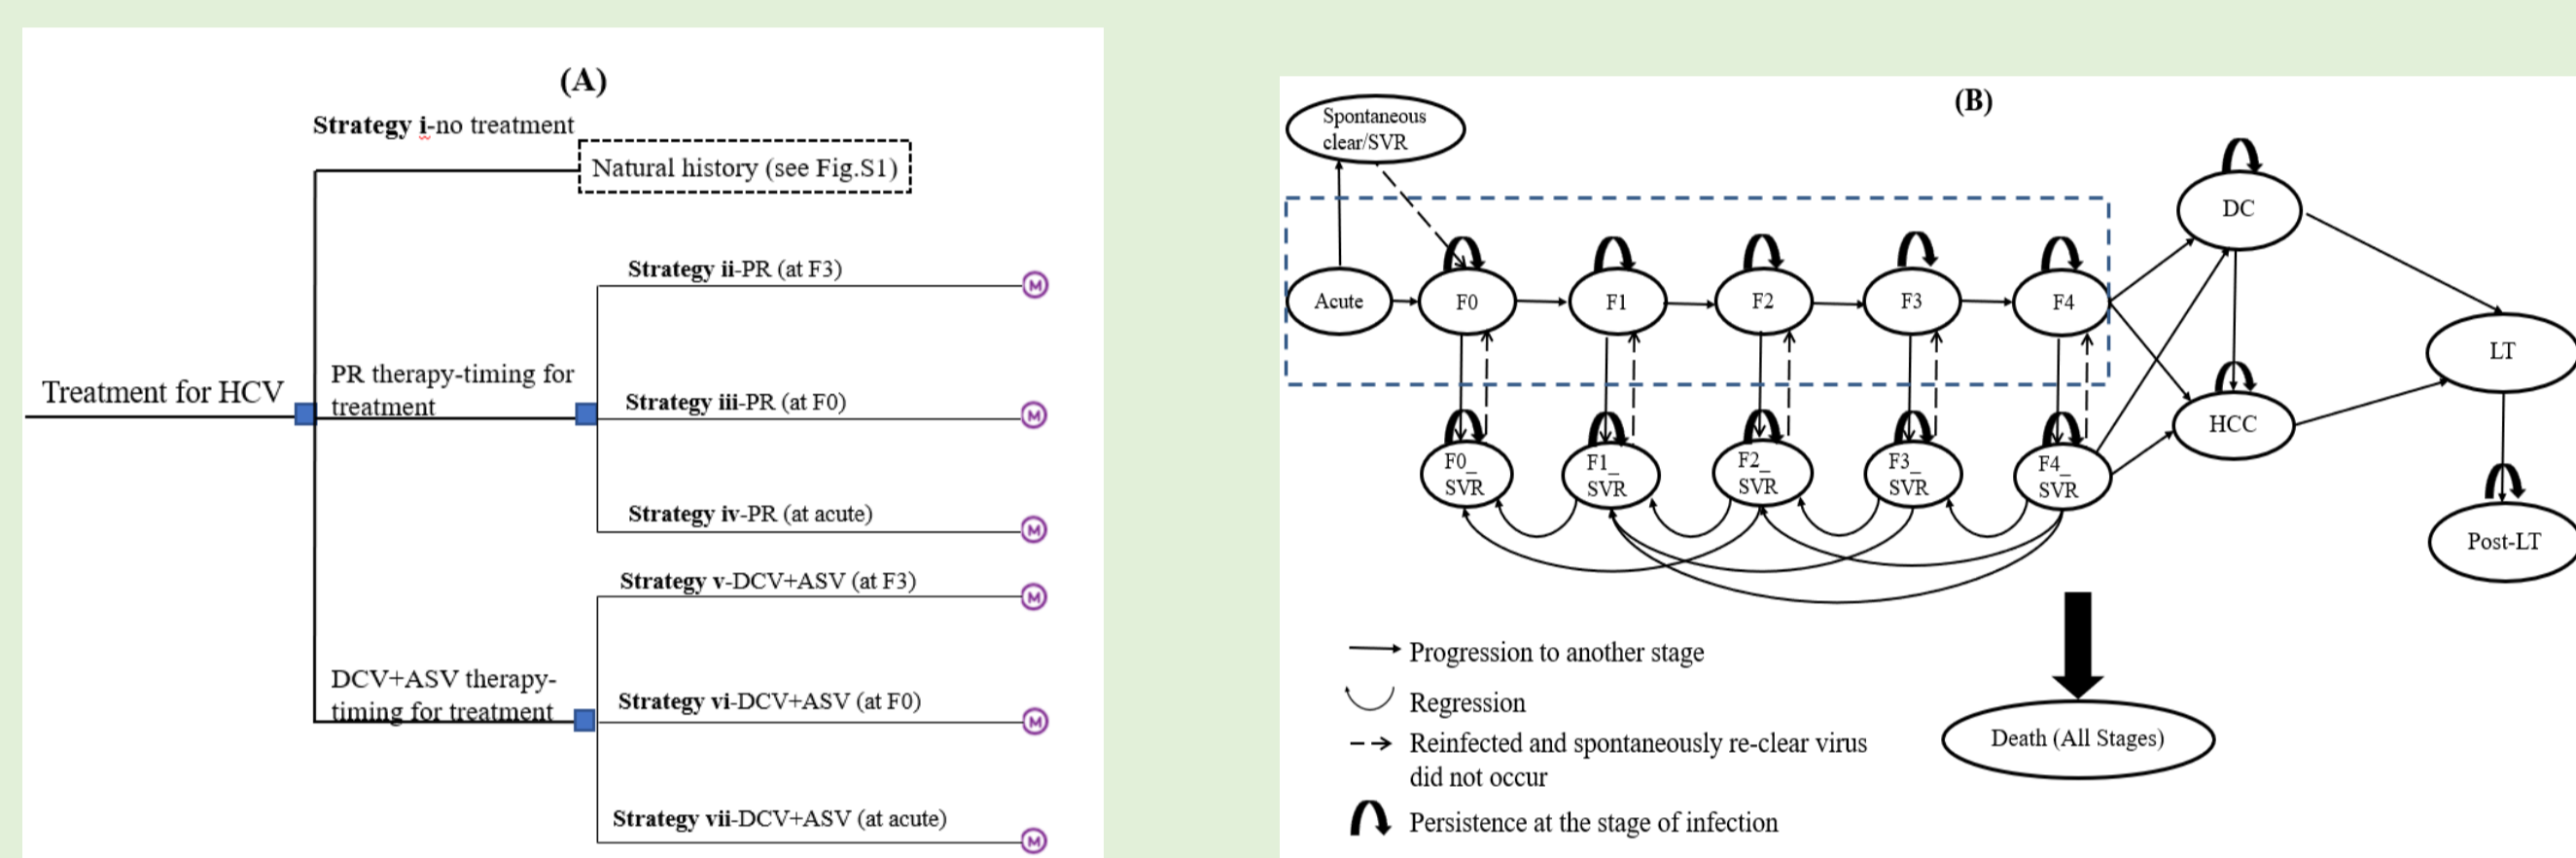 (A)
Strategy i-no treatment
Natural history (see Fig.S1)
Strategy ii-PR (at F3)
M
Treatment for HCV
PR therapy-timing for
treatment
Strategy iii-PR (at F0)
M
Strategy iv-PR (at acute)
M
Strategy v-DCV+ASV (at F3)
M
DCV+ASV therapy-
timing for treatment
Strategy vi-DCV+ASV (at F0)
M
Strategy vii-DCV+ASV (at acute)
M
(B)
Spontaneous
clear/SVR
DC
Acute
F0
F1
F2
F3
F4
LT
HCC
F0_
SVR
F1_
SVR
F2_
SVR
F3_
SVR
F4_
SVR
Post-LT
Progression to another stage
Regression
Reinfected and spontaneously re-clear virus
did not occur
Persistence at the stage of infection
Death (All Stages)